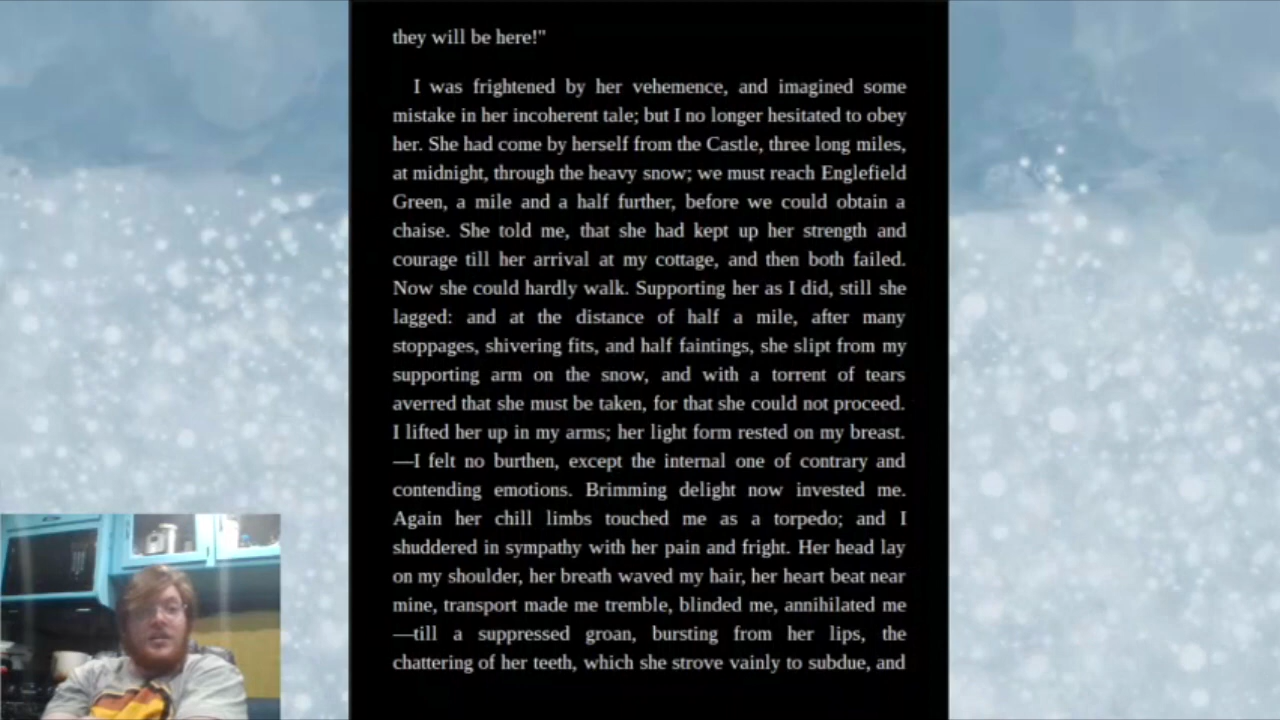 they will be here!"
I was frightened by her vehemence, and imagined some
mistake in her incoherent tale; but I no longer hesitated to obey
her. She had come by herself from the Castle, three long miles,
at midnight, through the heavy snow; we must reach Englefield
Green, a mile and a half further, before we could obtain a
chaise. She told me, that she had kept up her strength and
courage till her arrival at my cottage, and then both failed.
Now she could hardly walk. Supporting her as I did, still she
lagged: and at the distance of half a mile, after many
stoppages, shivering fits, and half faintings, she slipt from my
supporting arm on the snow, and with a torrent of tears
averred that she must be taken, for that she could not proceed.
I lifted her up in my arms; her light form rested on my breast.
—I felt no burthen, except the internal one of contrary and
contending emotions. Brimming delight now invested me.
Again her chill limbs touched me as a torpedo; and I
shuddered in sympathy with her pain and fright. Her head lay
on my shoulder, her breath waved my hair, her heart beat near
mine, transport made me tremble, blinded me, annihilated me
—till a suppressed groan, bursting from her lips, the
chattering of her teeth, which she strove vainly to subdue, and